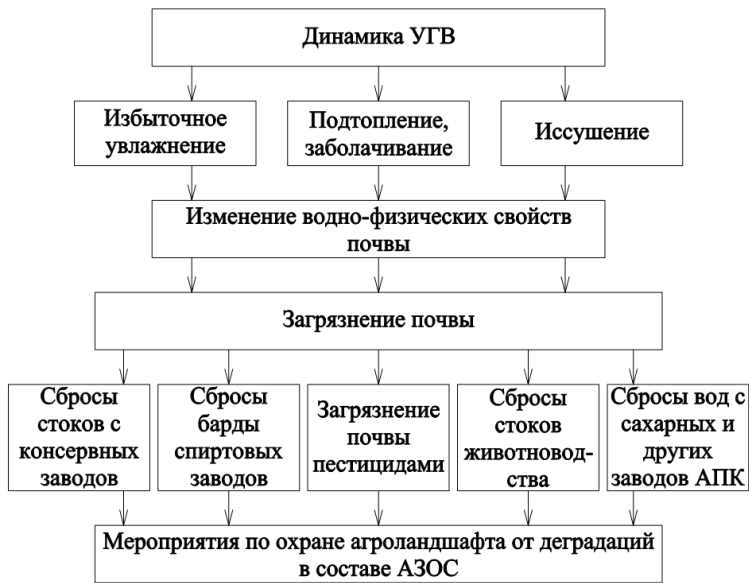 Динамика УГВ
Избыточное
увлажнение
Подтопление,
заболачивание
Иссушение
Изменение водно-физических свойств
почвы
Загрязнение почвы
Сбросы
стоков с
консервных
заводов
Сбросы
барды
спиртовых
заводов
Загрязнение
почвы
пестицидами
Сбросы
стоков
животновод-
ства
Сбросы вод с
сахарных и
других
заводов АПК
Мероприятия по охране агроландшафта от деградаций
в составе АЗОС